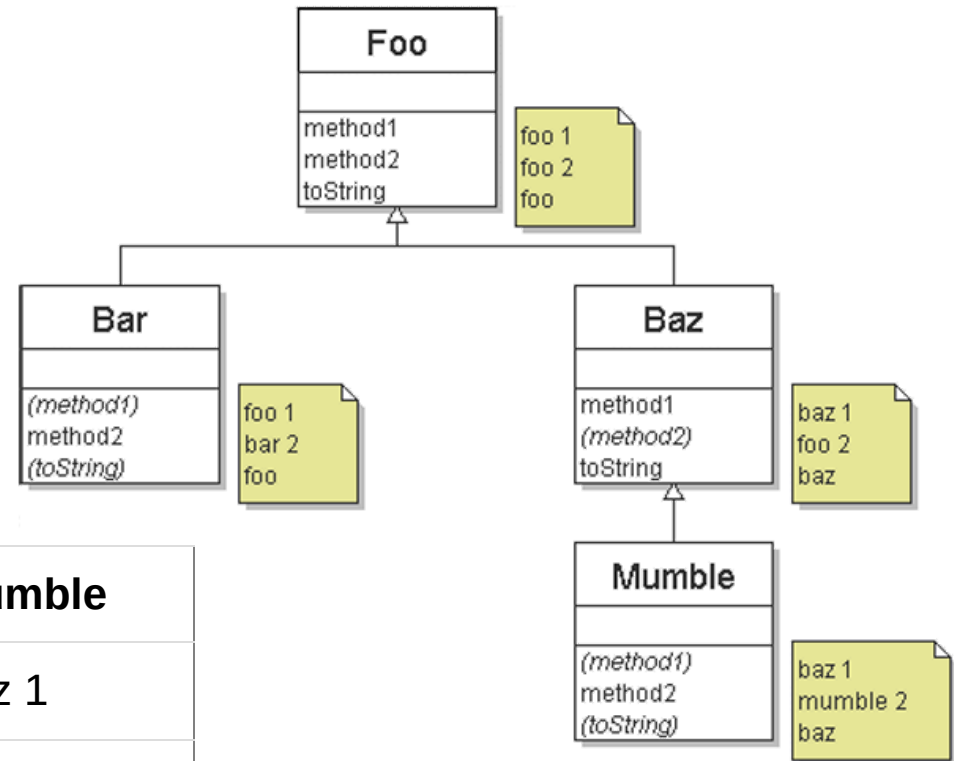 Foo
method1
method2
toString
foo 1
foo 2
foo
Bar
(method1)
method2
(toString)
foo 1
bar 2
foo
Baz
method1
(method2)
toString
baz 1
foo 2
baz
umble
z 1
Mumble
(method1)
method2
(toString)
baz 1
mumble 2
baz